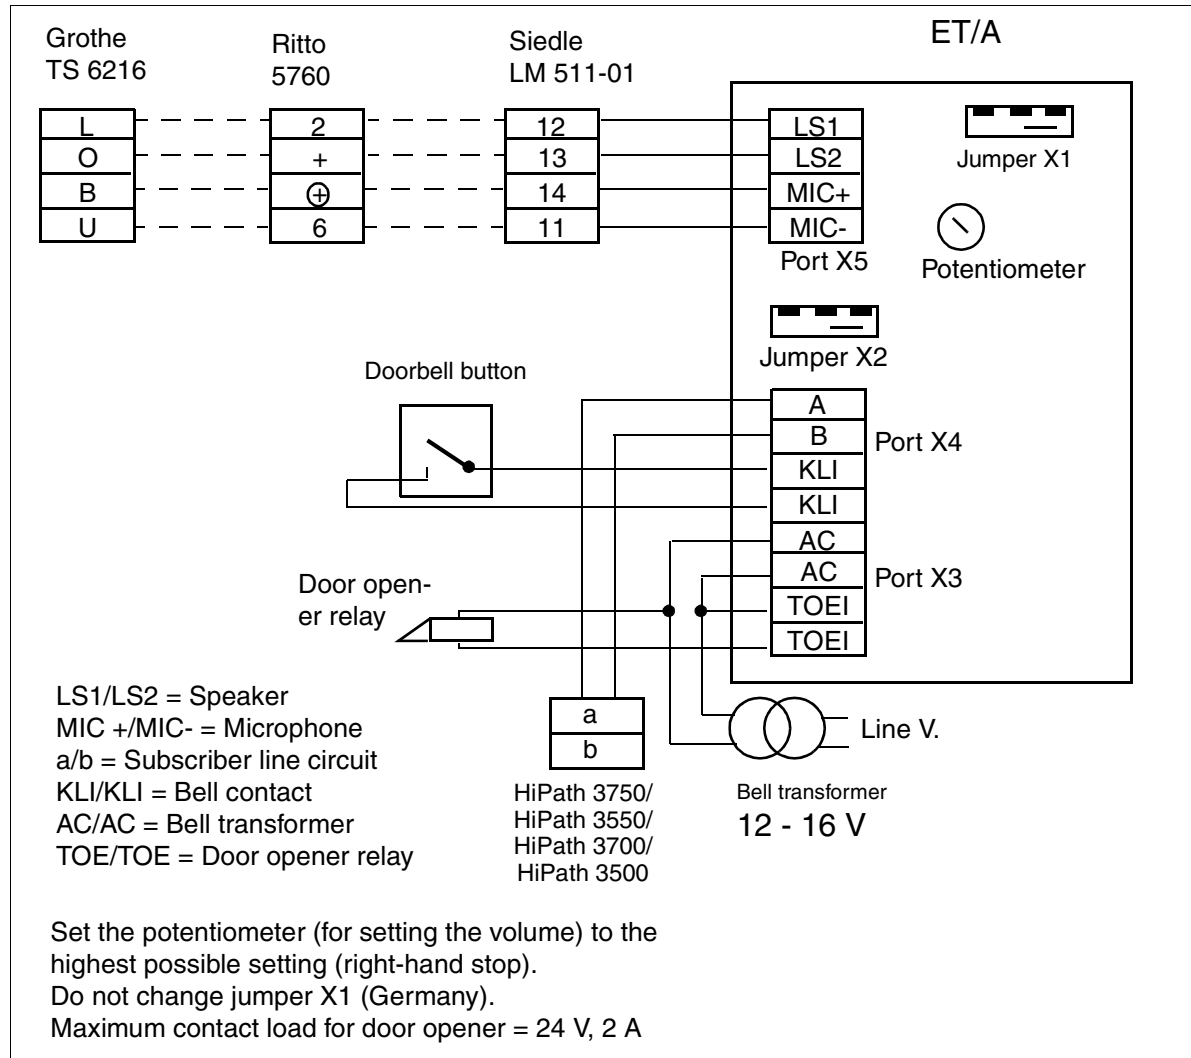 Grothe
TS 6216
Ritto
5760
Siedle
LM 511-01
ET/A
L
O
B
U
2
+
+
6
12
13
14
11
LS1
LS2
MIC+
MIC-
Port X5
Jumper X1
Potentiometer
Jumper X2
Doorbell button
A
B
KLI
KLI
Port X4
AC
AC
TOEI
TOEI
Port X3
Door open-
er relay
LS1/LS2 = Speaker
MIC +/MIC- = Microphone
a/b = Subscriber line circuit
KLI/KLI = Bell contact
AC/AC = Bell transformer
TOE/TOE = Door opener relay
a
b
HiPath 3750/
HiPath 3550/
HiPath 3700/
HiPath 3500
Line V.
Bell transformer
12 - 16 V
Set the potentiometer (for setting the volume) to the
highest possible setting (right-hand stop).
Do not change jumper X1 (Germany).
Maximum contact load for door opener = 24 V, 2 A